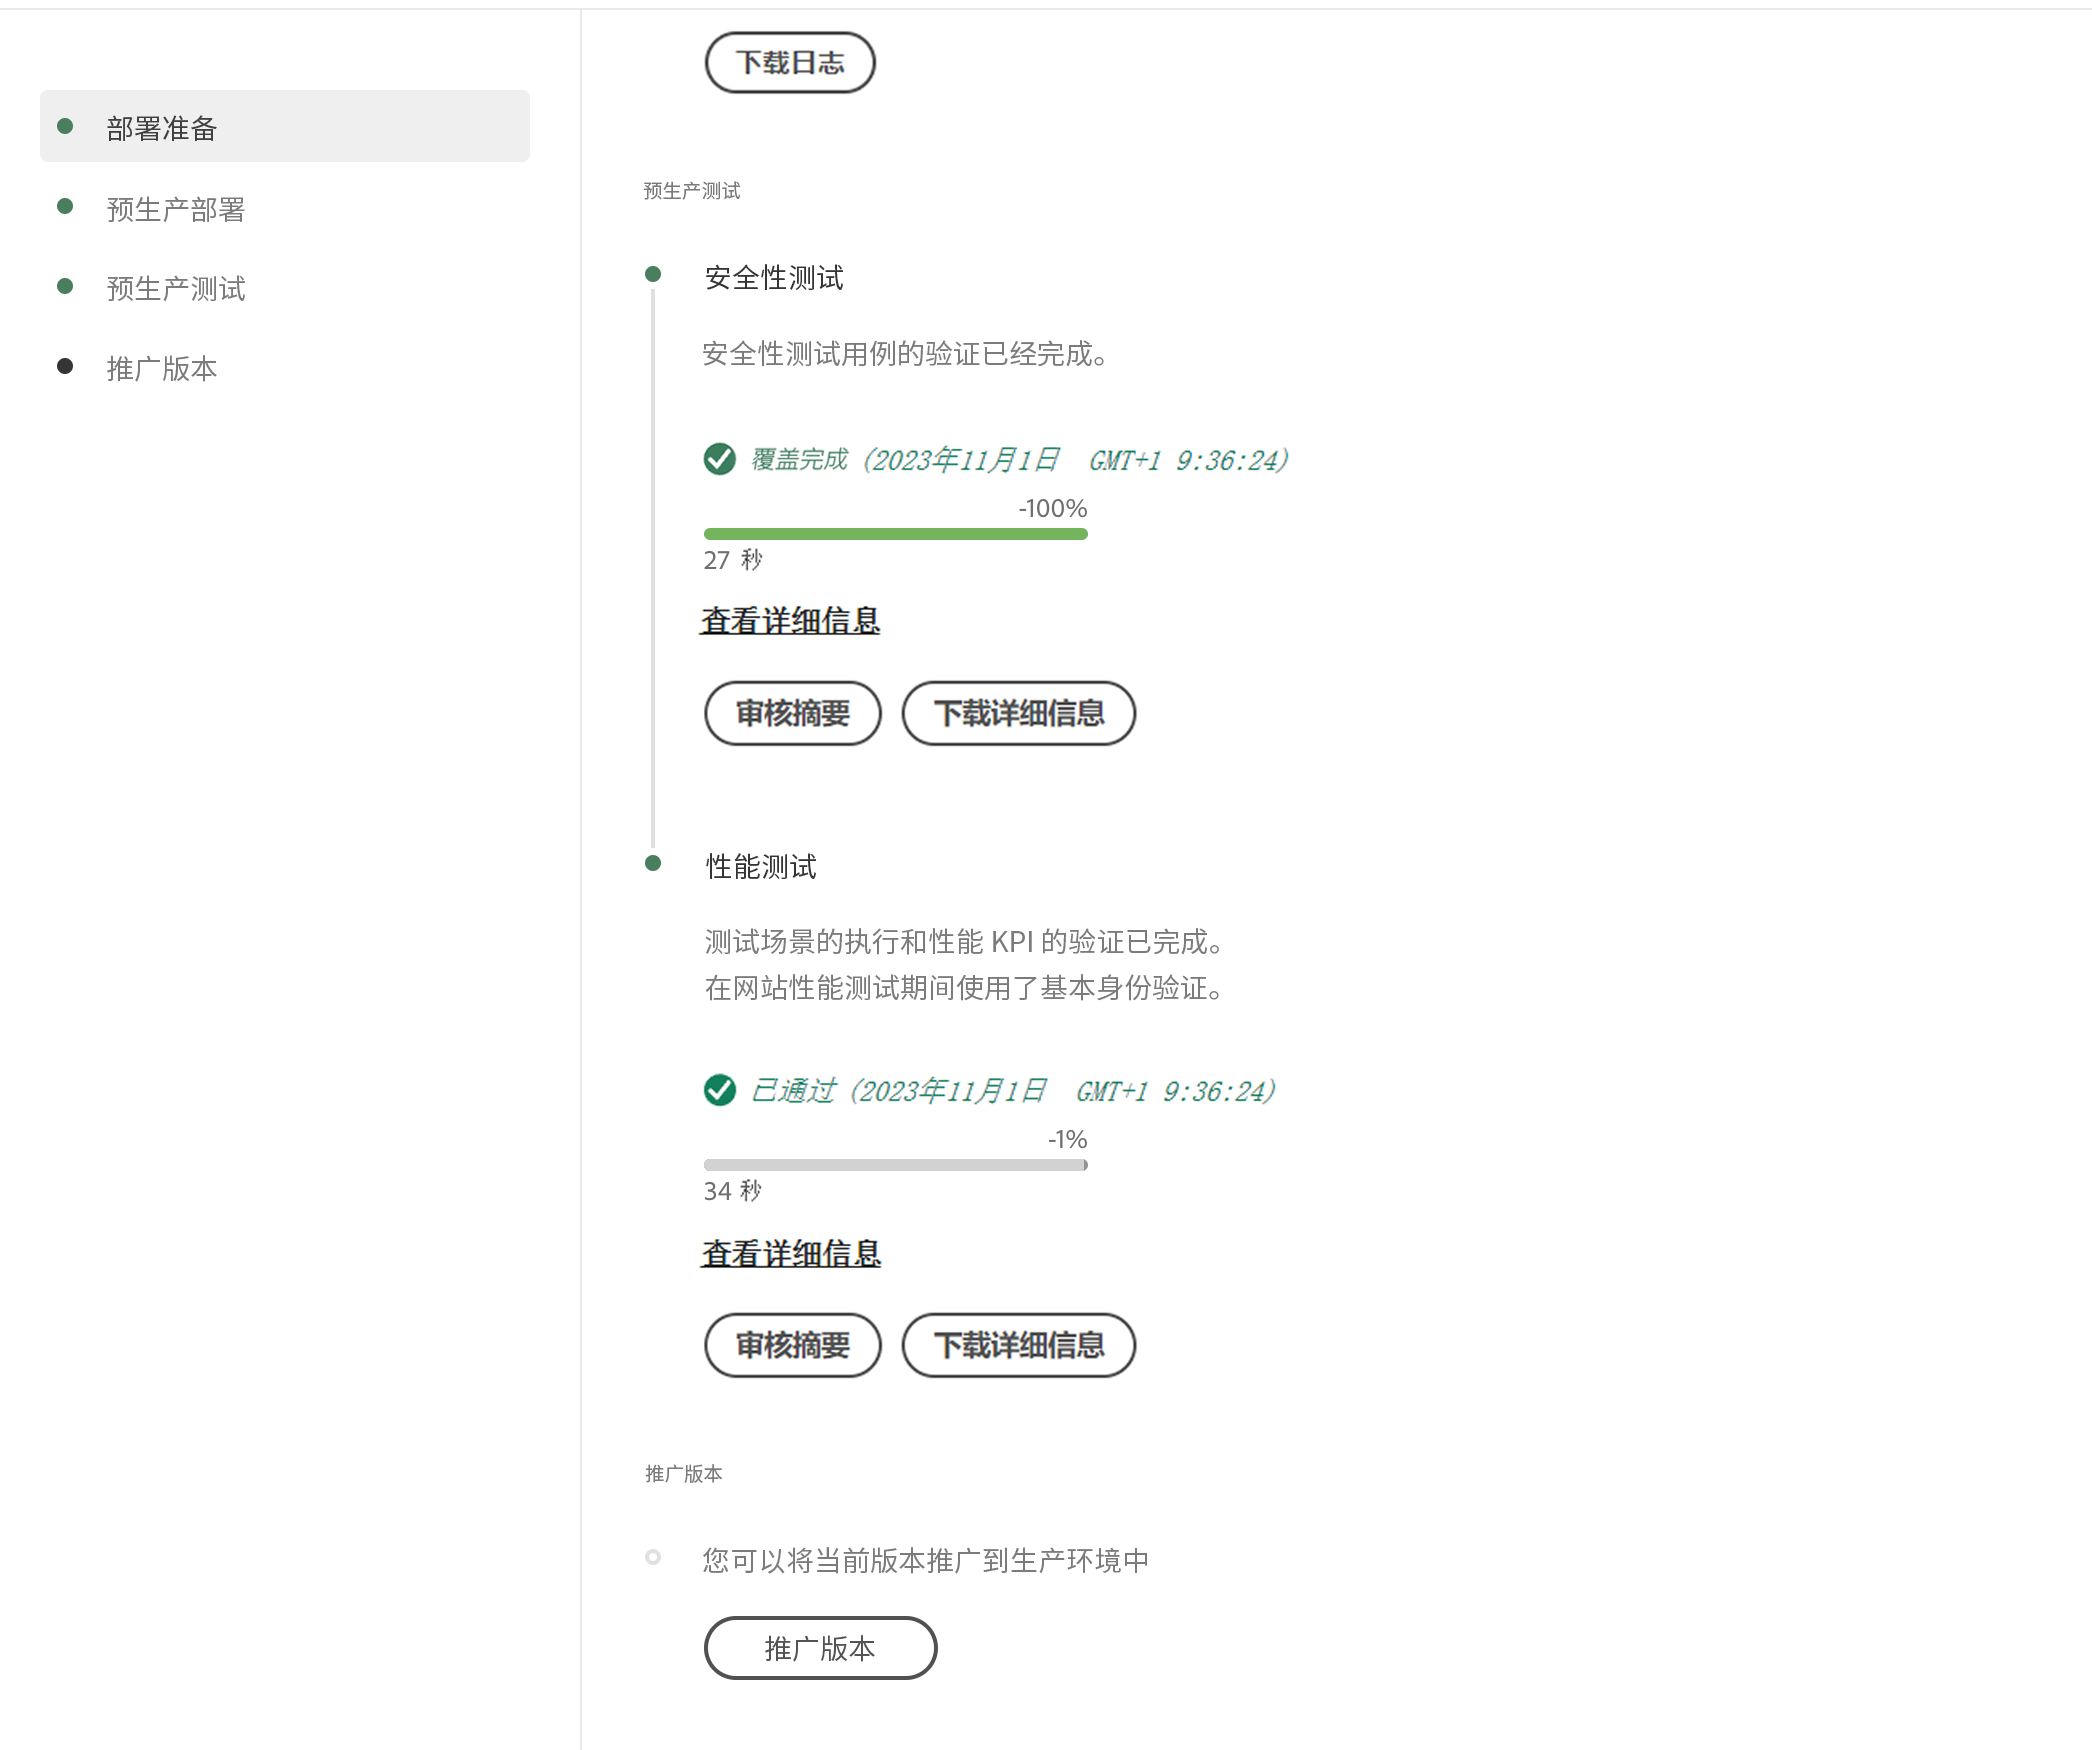 部署准备
预生产部署
预生产测试
推广版本
下载日志
预生产测试
安全性测试
安全性测试用例的验证已经完成。
覆盖完成 (2023年11月1日 GMT+1 9:36:24)
-100%
27 秒
查看详细信息
审核摘要 下载详细信息
性能测试
测试场景的执行和性能 KPI 的验证已完成。
在网站性能测试期间使用了基本身份验证。
已通过 (2023年11月1日 GMT+1 9:36:24)
-1%
34 秒
查看详细信息
审核摘要 下载详细信息
推广版本
您可以将当前版本推广到生产环境中
推广版本